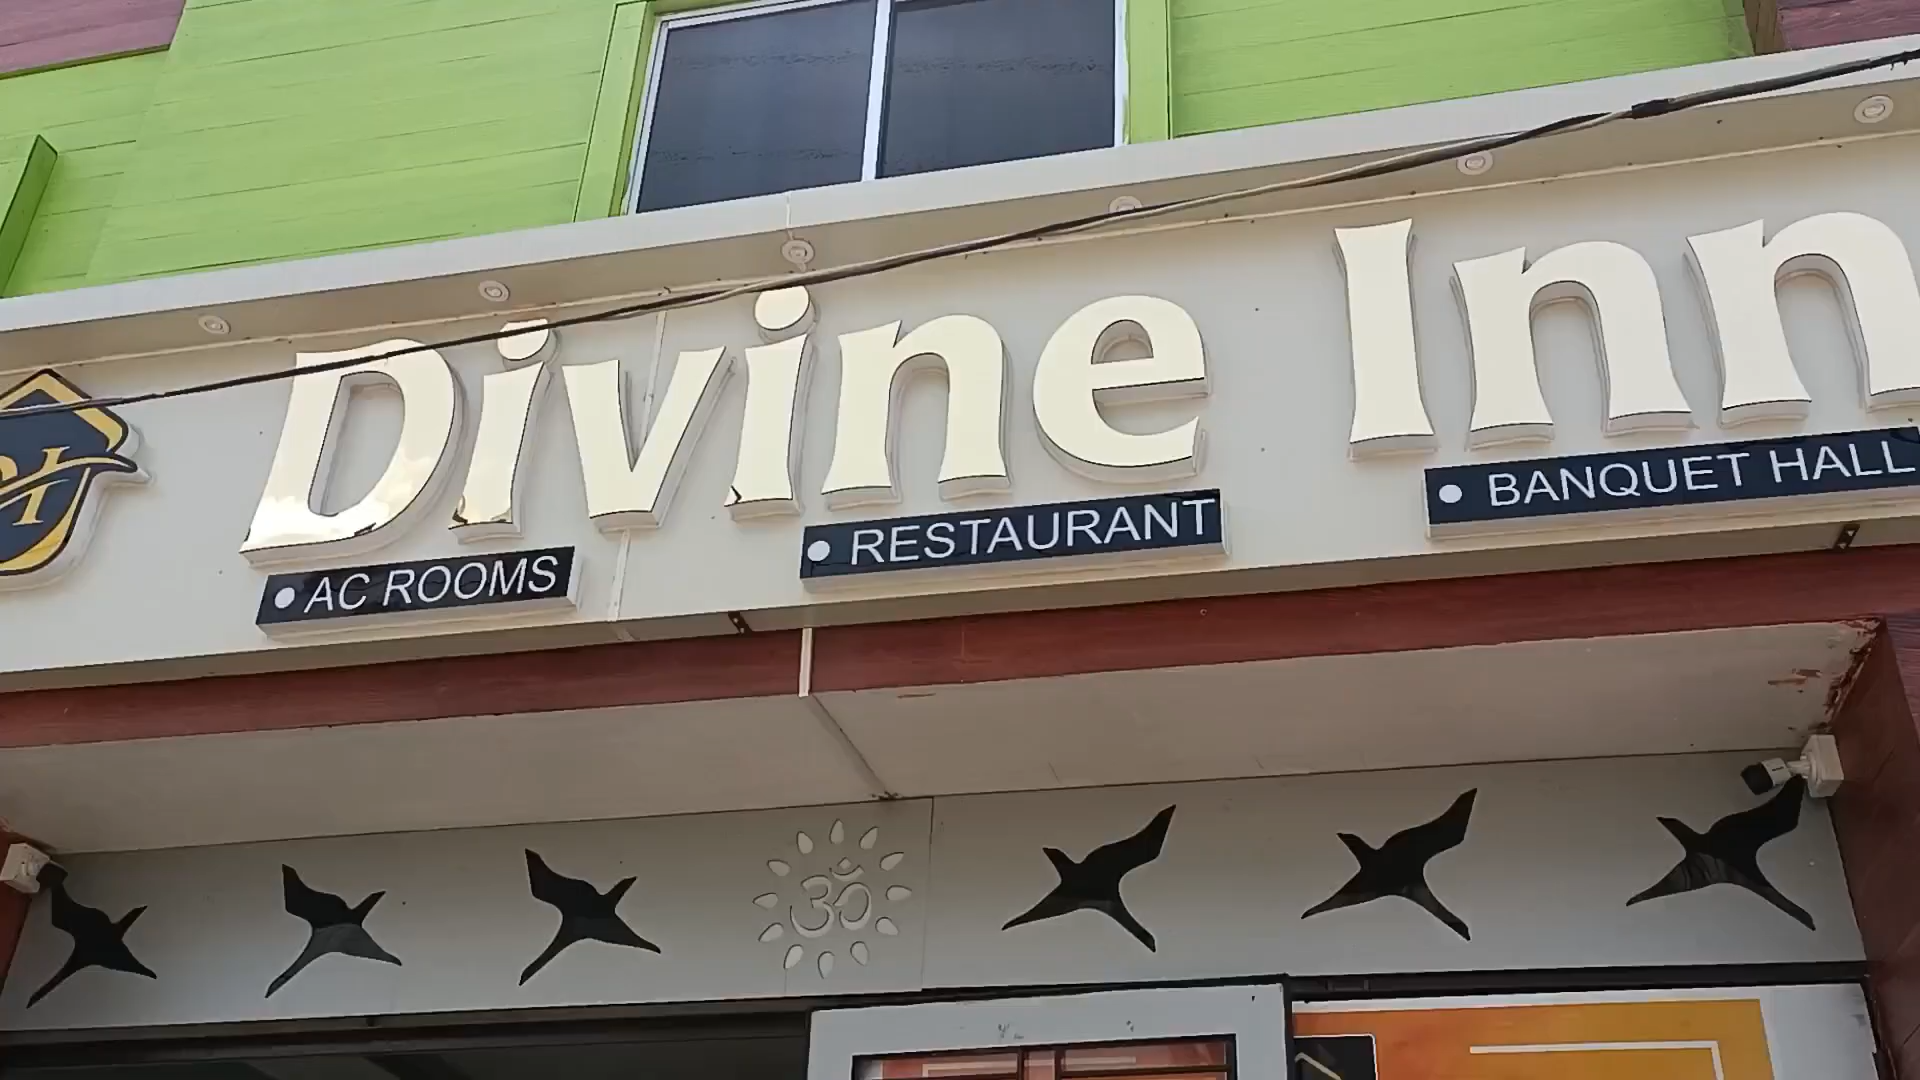 Divine Inn
• AC ROOMS
• RESTAURANT
• BANQUET HALL
ॐ